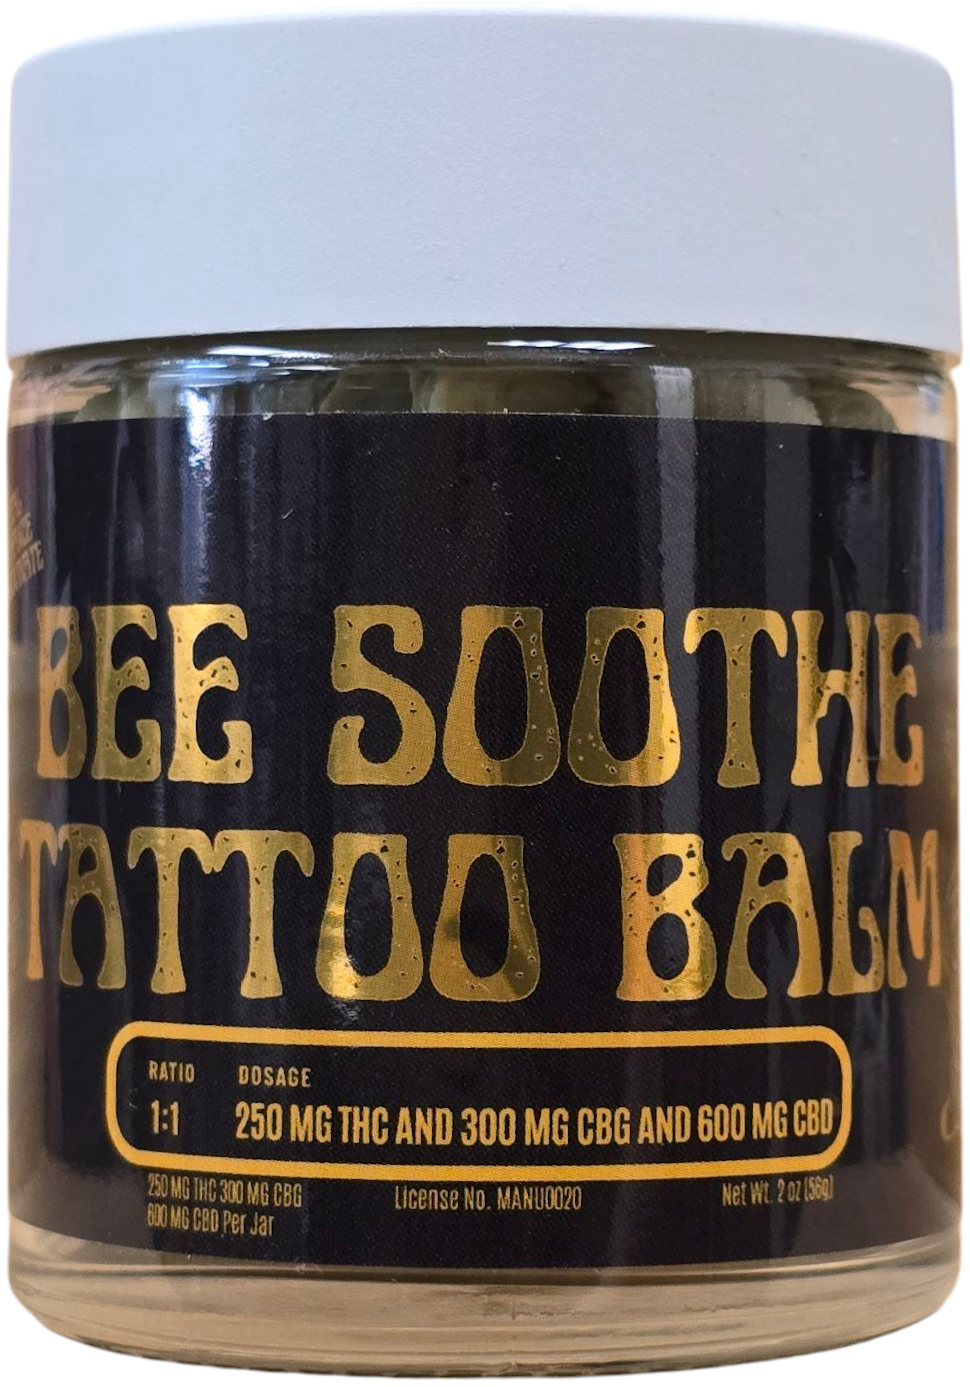 BEE SOOTHE
TATTOO BALM
RATIO DOSAGE
1:1 250 MG THC AND 300 MG CBG AND 600 MG CBD
250 MG THC 300 MG CBG
600 MG CBD Per Jar
License No. MANU0020
Net Wt. 2 oz (56g)